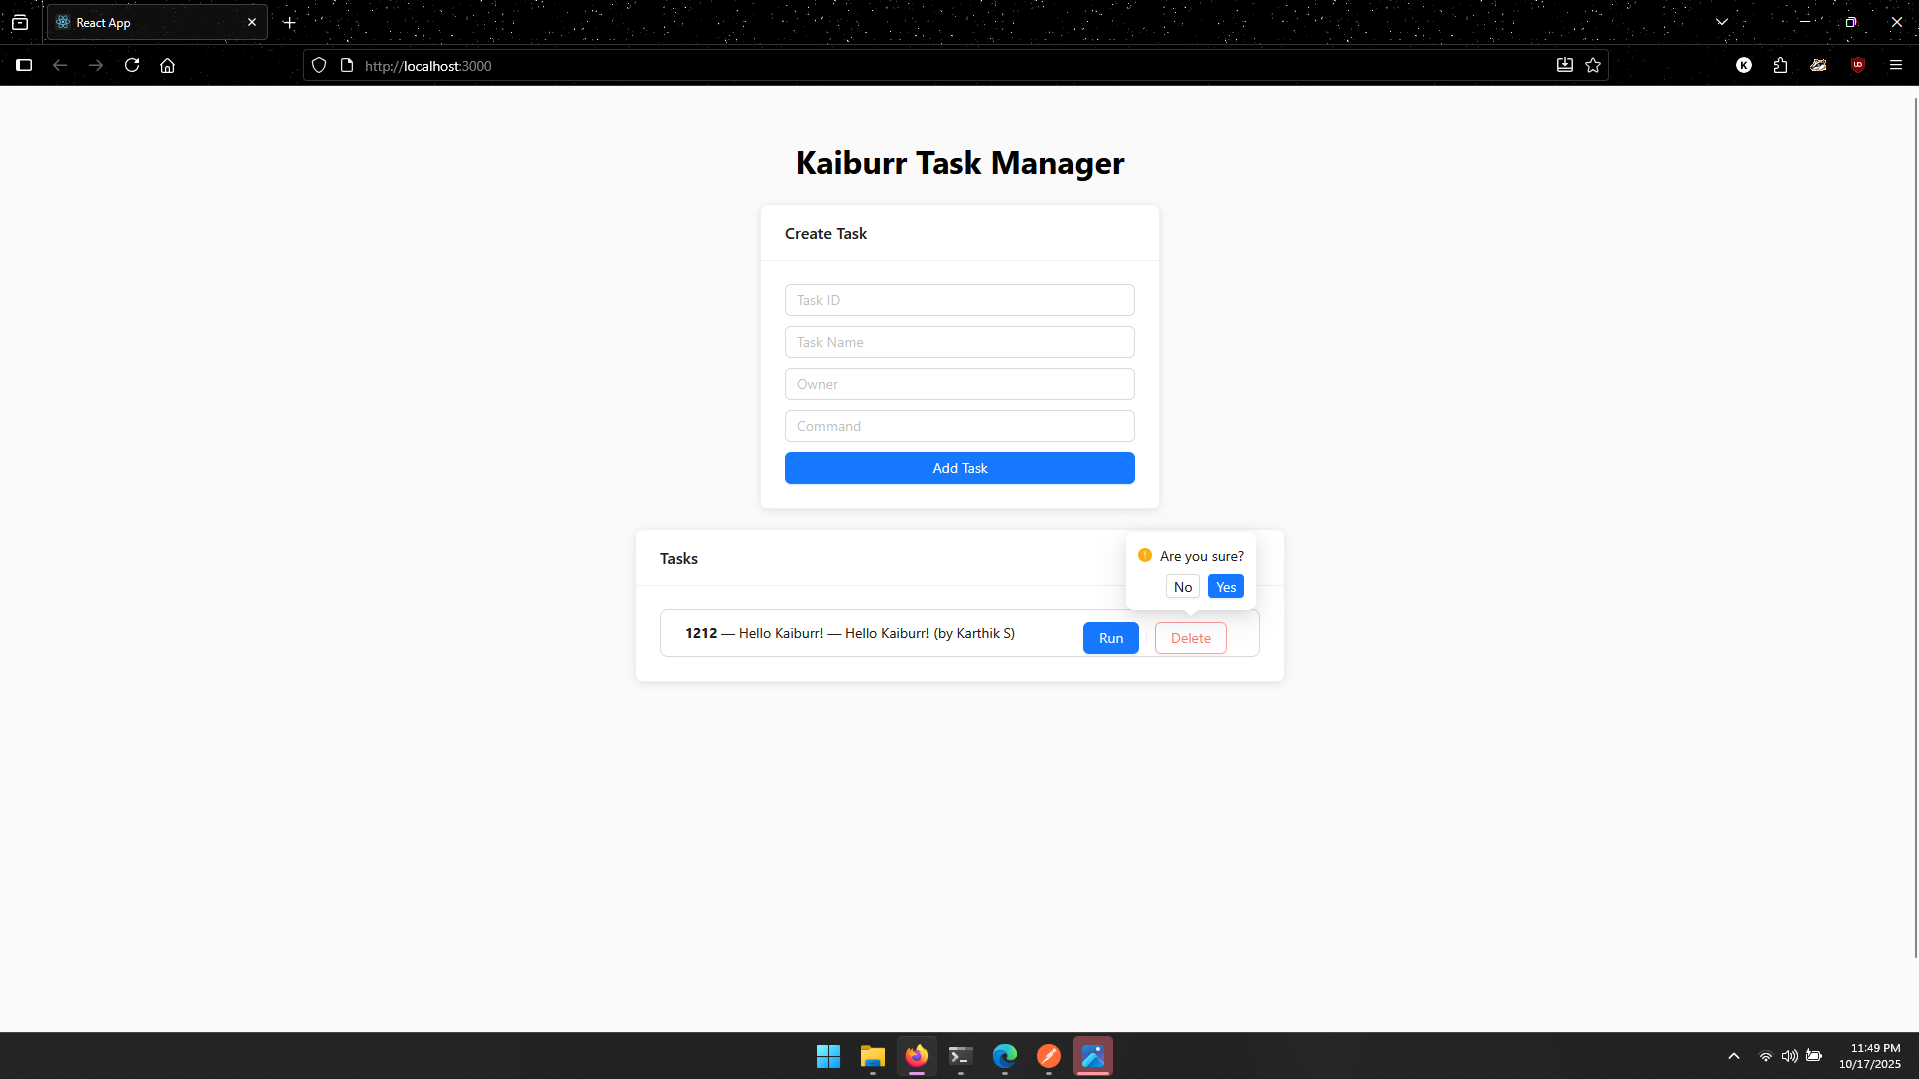 React App
http://localhost:3000
K
UD
Kaiburr Task Manager
Create Task
Task ID
Task Name
Owner
Command
Add Task
Tasks
Are you sure?
No Yes
1212 — Hello Kaiburr! — Hello Kaiburr! (by Karthik S)
Run Delete
11:49 PM
10/17/2025